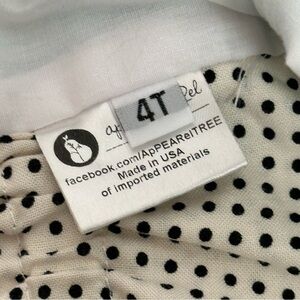 4T
facebook.com/ApPEARelTREE
Made in USA
of imported materials